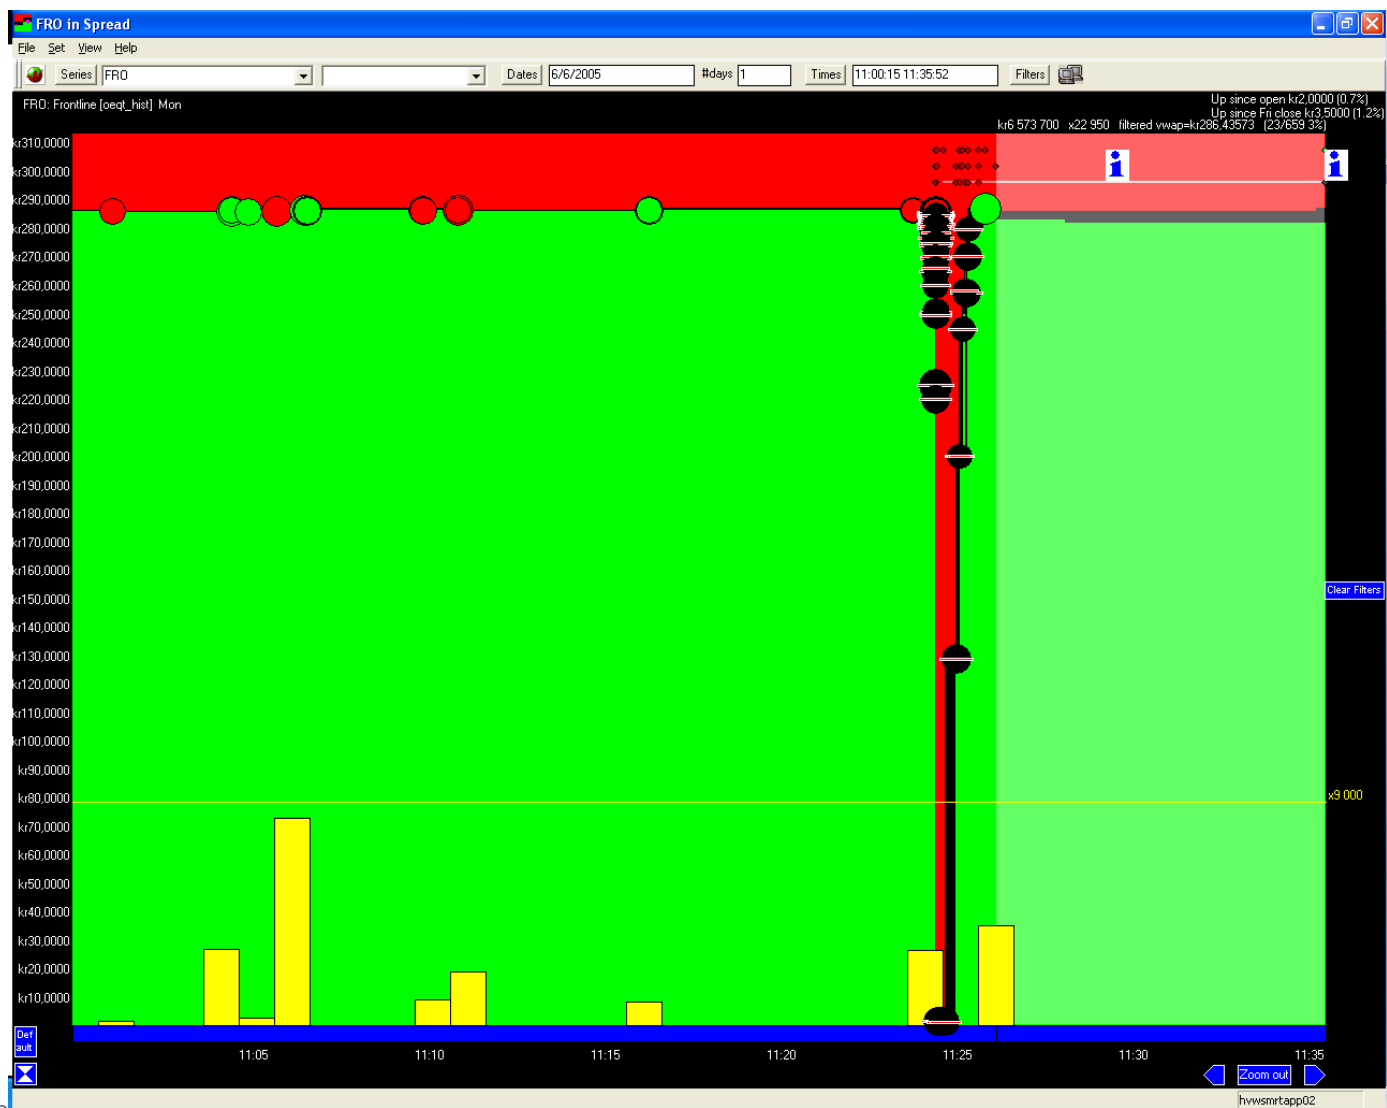 FRO in Spread
File Set View Help
Series FRO Dates 6/6/2005 #days 1 Times 11:00:15 11:35:52 Filters
FRO: Frontline [oeqt_hist] Mon
Up since open kr2,0000 (0.7%)
Up since Fri close kr3,5000 (1.2%)
kr6 573 700 x22 950 filtered vwap=kr286,43573 (23/659 3%)
kr310,0000
kr300,0000
kr290,0000
kr280,0000
kr270,0000
kr260,0000
kr250,0000
kr240,0000
kr230,0000
kr220,0000
kr210,0000
kr200,0000
kr190,0000
kr180,0000
kr170,0000
kr160,0000
kr150,0000
kr140,0000
kr130,0000
kr120,0000
kr110,0000
kr100,0000
kr90,0000
kr80,0000
kr70,0000
kr60,0000
kr50,0000
kr40,0000
kr30,0000
kr20,0000
kr10,0000
Clear Filters
x9 000
Def
ault
11:05 11:10 11:15 11:20 11:25 11:30 11:35
Zoom out
hvwsmrtapp02